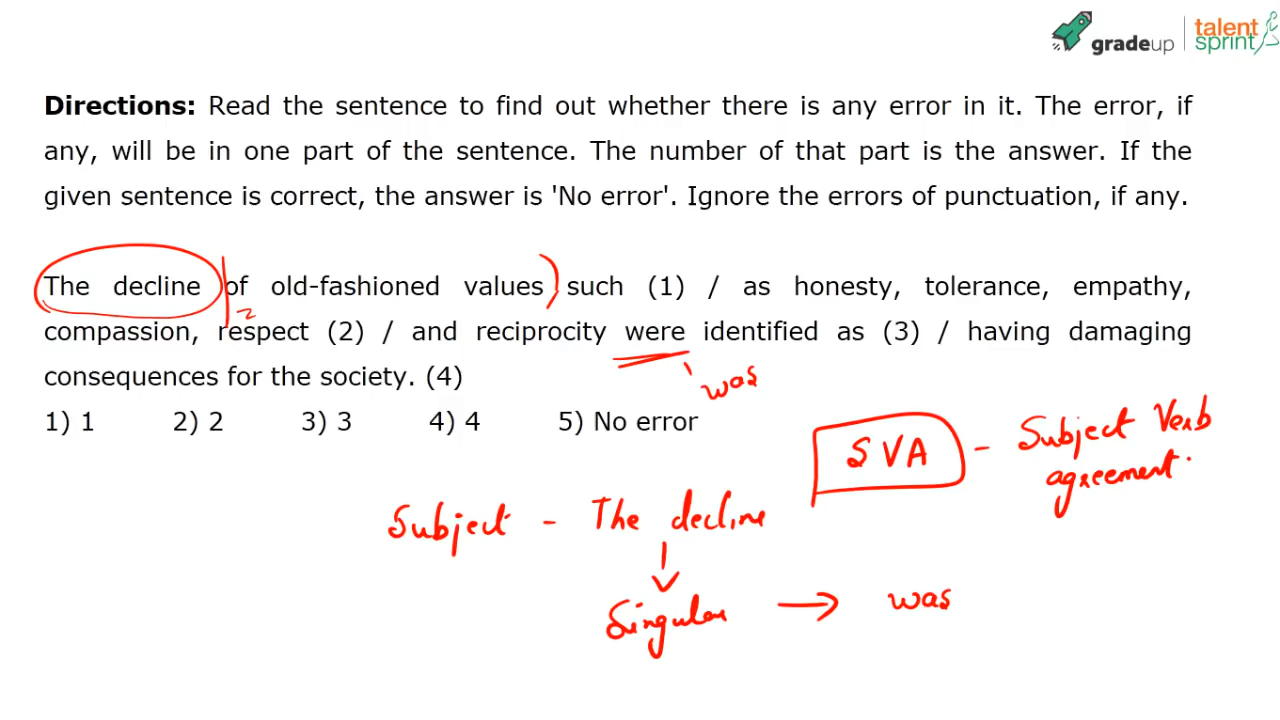 gradeup talent sprint
Directions: Read the sentence to find out whether there is any error in it. The error, if
any, will be in one part of the sentence. The number of that part is the answer. If the
given sentence is correct, the answer is 'No error'. Ignore the errors of punctuation, if any.
The decline of old-fashioned values such (1) / as honesty, tolerance, empathy,
2
compassion, respect (2) / and reciprocity were identified as (3) / having damaging
consequences for the society. (4)
was
1) 1 2) 2 3) 3 4) 4 5) No error
SVA - Subject Verb
agreement.
Subject - The decline
Singular → was